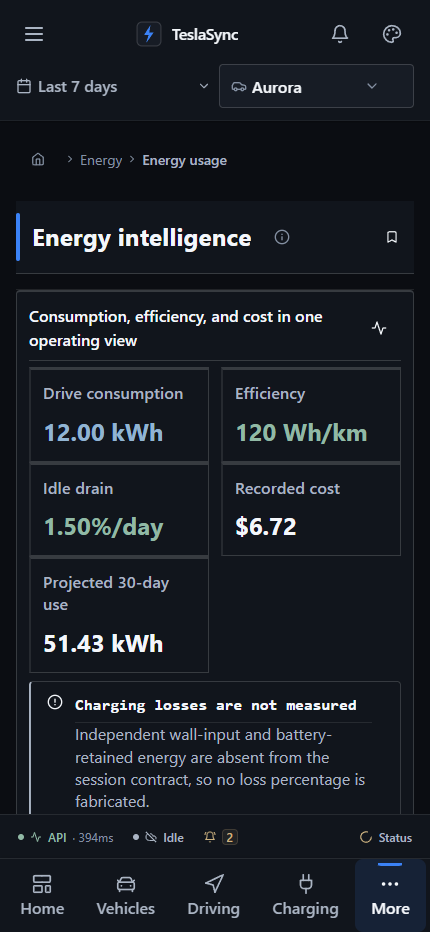 TeslaSync
Last 7 days
Aurora
Energy
Energy usage
Energy intelligence
Consumption, efficiency, and cost in one
operating view
Drive consumption
12.00 kWh
Efficiency
120 Wh/km
Idle drain
1.50%/day
Recorded cost
$6.72
Projected 30-day
use
51.43 kWh
Charging losses are not measured
Independent wall-input and battery-
retained energy are absent from the
session contract, so no loss percentage is
fabricated.
API · 394ms
Idle
2
Status
Home
Vehicles
Driving
Charging
More